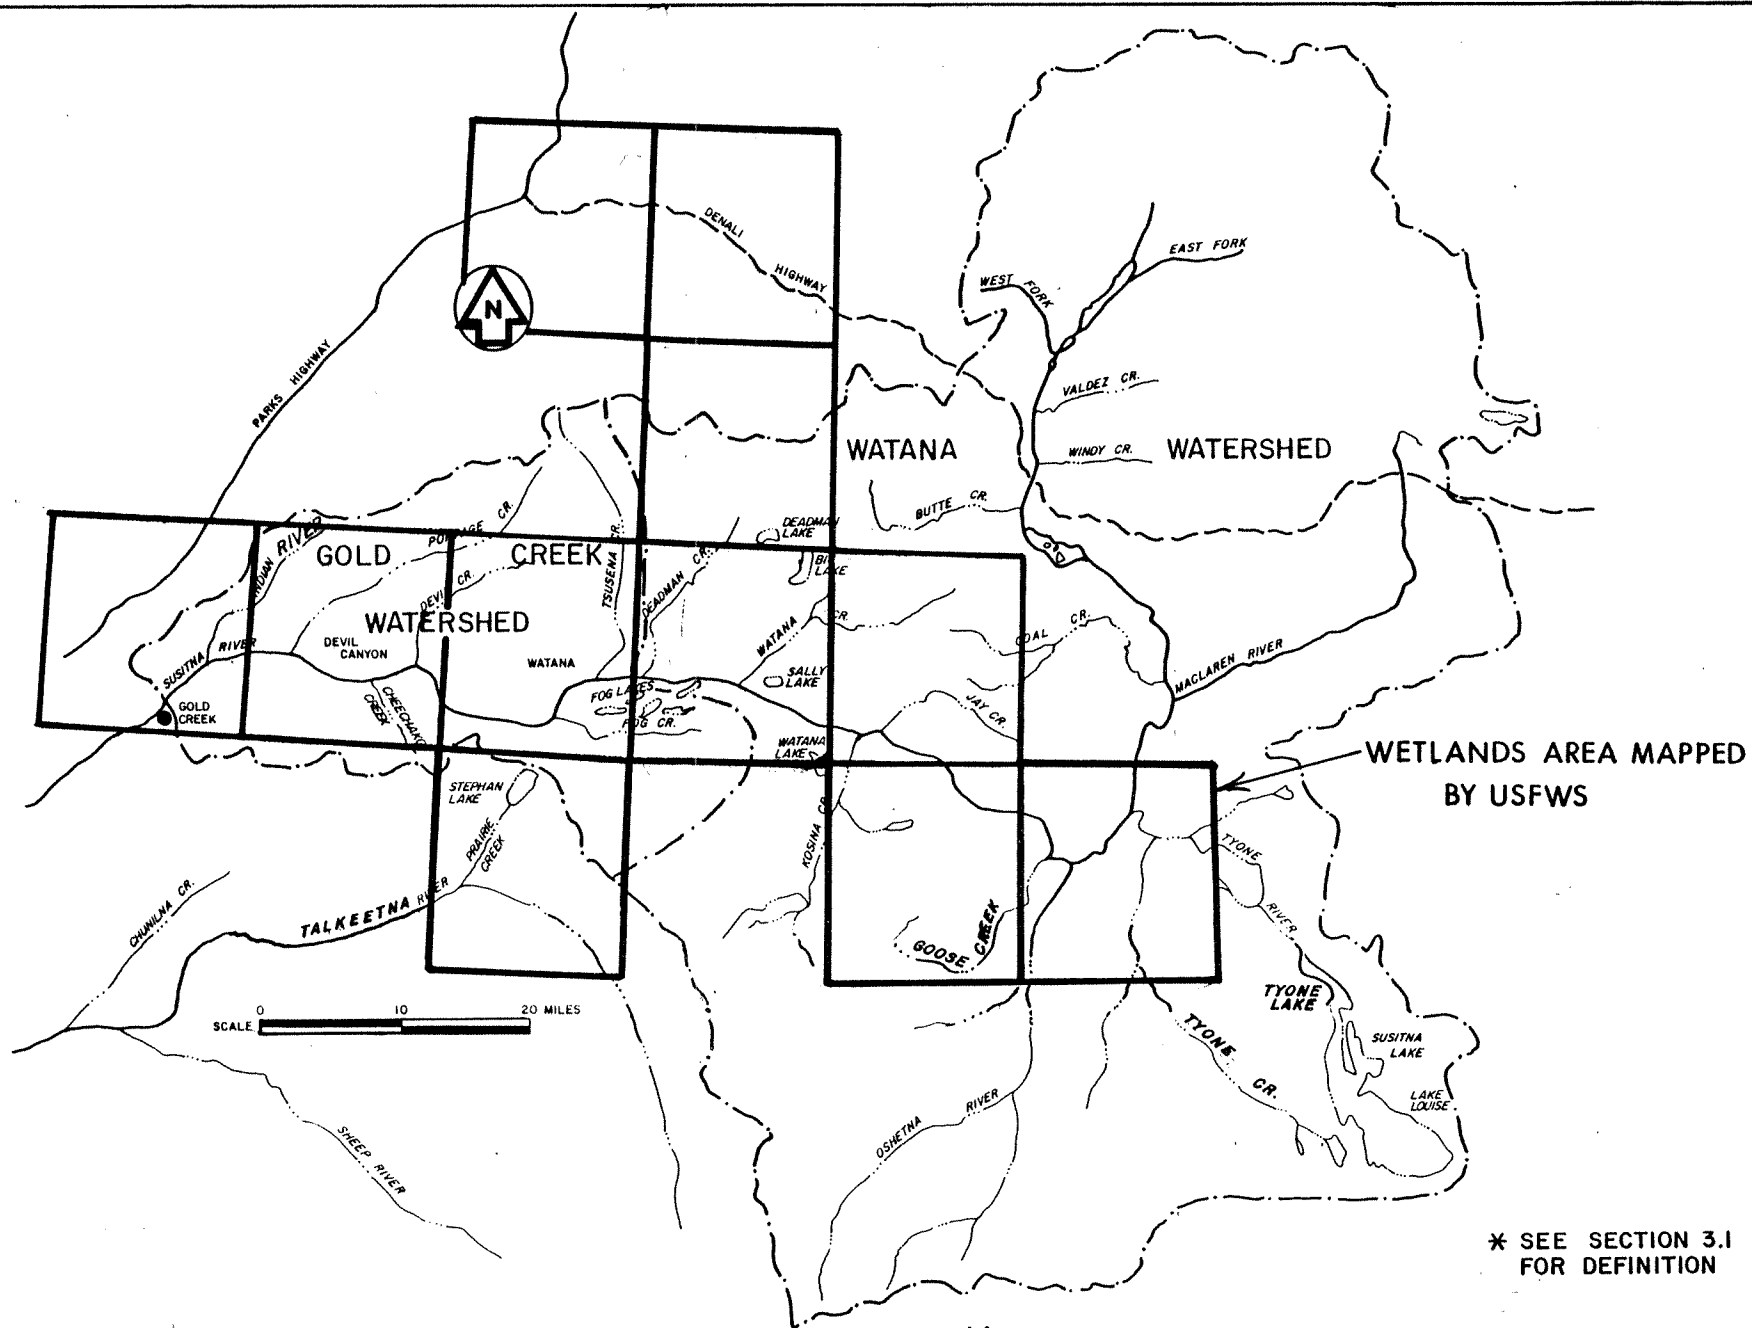 DENALI
HIGHWAY
EAST FORK
WEST FORK
N
PARKS HIGHWAY
VALDEZ CR.
WATANA WATERSHED
WINDY CR.
BUTTE CR.
DEADMAN
LAKE
BIG
LAKE
INDIAN RIVER
PORTAGE CR.
GOLD CREEK
WATERSHED
DEVIL CR.
TSUSENA CR.
DEADMAN CR.
WATANA CR.
COAL CR.
DEVIL
CANYON
WATANA
SUSITNA RIVER
SALLY
LAKE
MACLAREN RIVER
FOG LAKES
FOG CR.
JAY CR.
GOLD
CREEK
CHEECHAKO
CREEK
WATANA
LAKE
WETLANDS AREA MAPPED
BY USFWS
STEPHAN
LAKE
PRAIRIE
CREEK
KOSINA CR.
TYONE
RIVER
CHUNILNA CR.
TALKEETNA RIVER
GOOSE CREEK
TYONE
LAKE
0 10 20 MILES
SCALE
TYONE CR.
SUSITNA
LAKE
LAKE
LOUISE
OSHETNA RIVER
SHEEP RIVER
* SEE SECTION 3.1
FOR DEFINITION